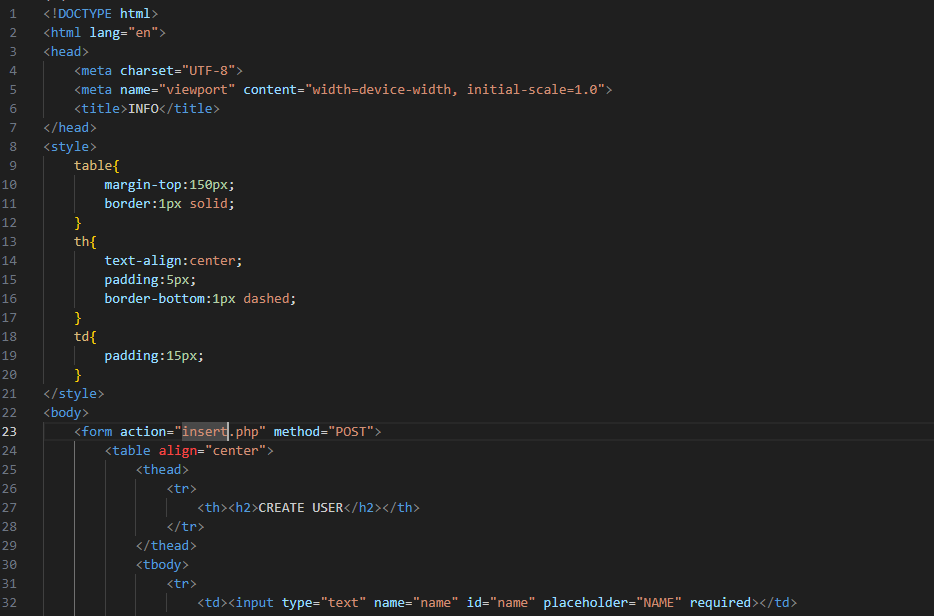 1 <!DOCTYPE html>
2 <html lang="en">
3 <head>
4     <meta charset="UTF-8">
5     <meta name="viewport" content="width=device-width, initial-scale=1.0">
6     <title>INFO</title>
7 </head>
8 <style>
9     table{
10         margin-top:150px;
11         border:1px solid;
12     }
13     th{
14         text-align:center;
15         padding:5px;
16         border-bottom:1px dashed;
17     }
18     td{
19         padding:15px;
20     }
21 </style>
22 <body>
23     <form action="insert.php" method="POST">
24         <table align="center">
25             <thead>
26                 <tr>
27                     <th><h2>CREATE USER</h2></th>
28                 </tr>
29             </thead>
30             <tbody>
31                 <tr>
32                     <td><input type="text" name="name" id="name" placeholder="NAME" required></td>